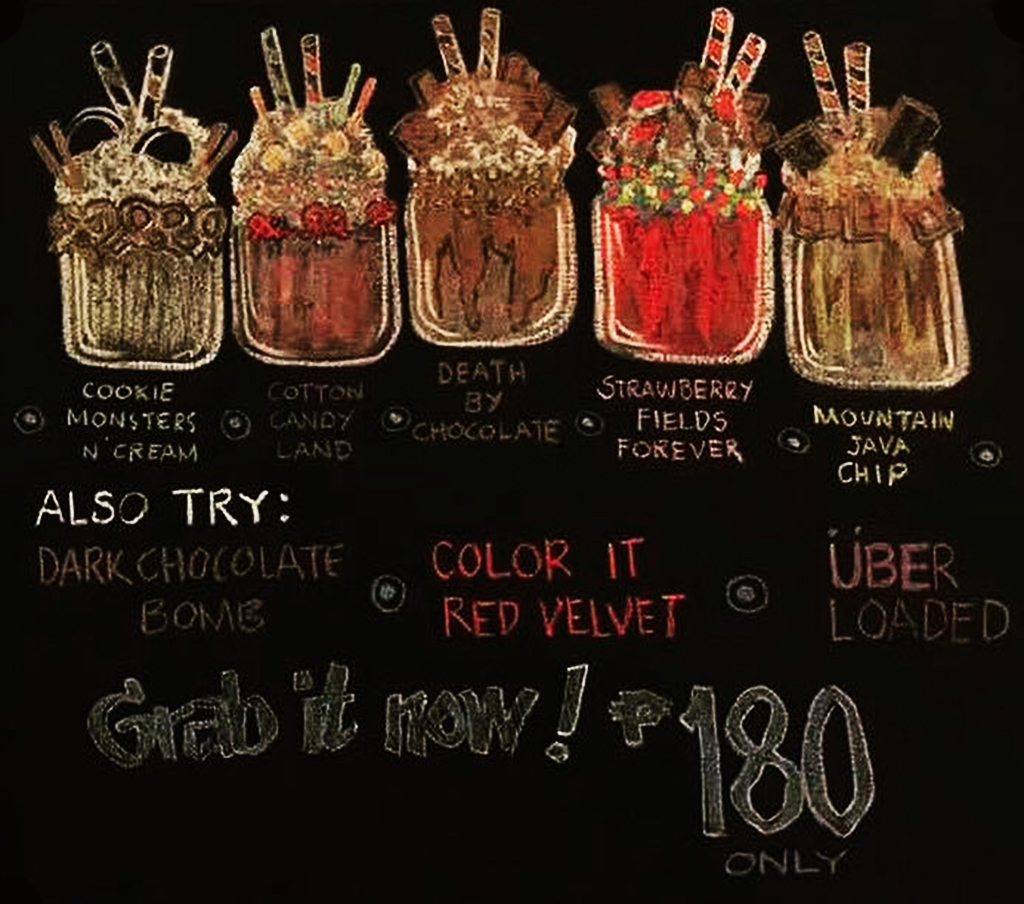 COOKIE
MONSTERS
N'CREAM
COTTON
CANDY
LAND
DEATH
BY
CHOCOLATE
STRAWBERRY
FIELDS
FOREVER
MOUNTAIN
JAVA
CHIP
ALSO TRY:
DARK CHOCOLATE
BOMB
COLOR IT
RED VELVET
ÜBER
LOADED
Grab it now! ₱180
ONLY